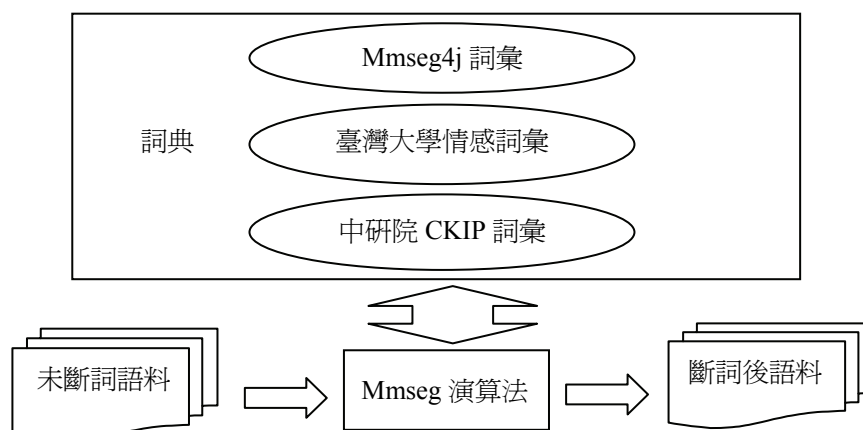 Mmseg4j 詞彙
詞典
臺灣大學情感詞彙
中研院 CKIP 詞彙
未斷詞語料
Mmseg 演算法
斷詞後語料